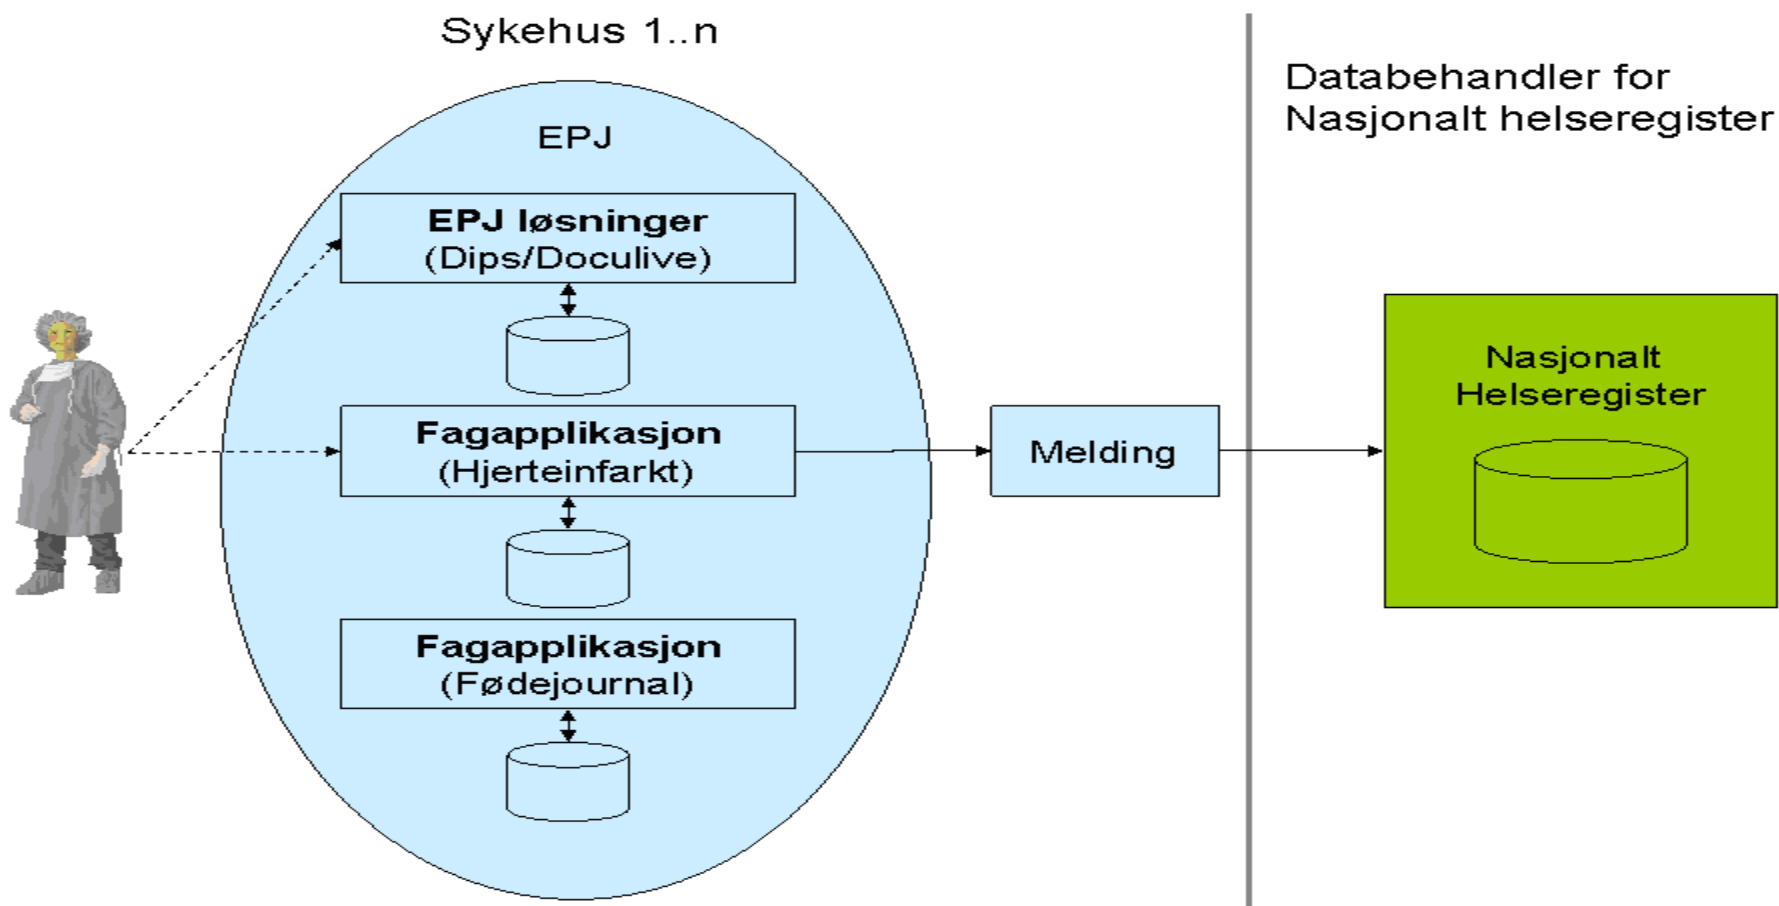 Sykehus 1..n
Databehandler for
Nasjonalt helseregister
EPJ
EPJ løsninger
(Dips/Doculive)
Fagapplikasjon
(Hjerteinfarkt)
Melding
Nasjonalt
Helseregister
Fagapplikasjon
(Fødejournal)